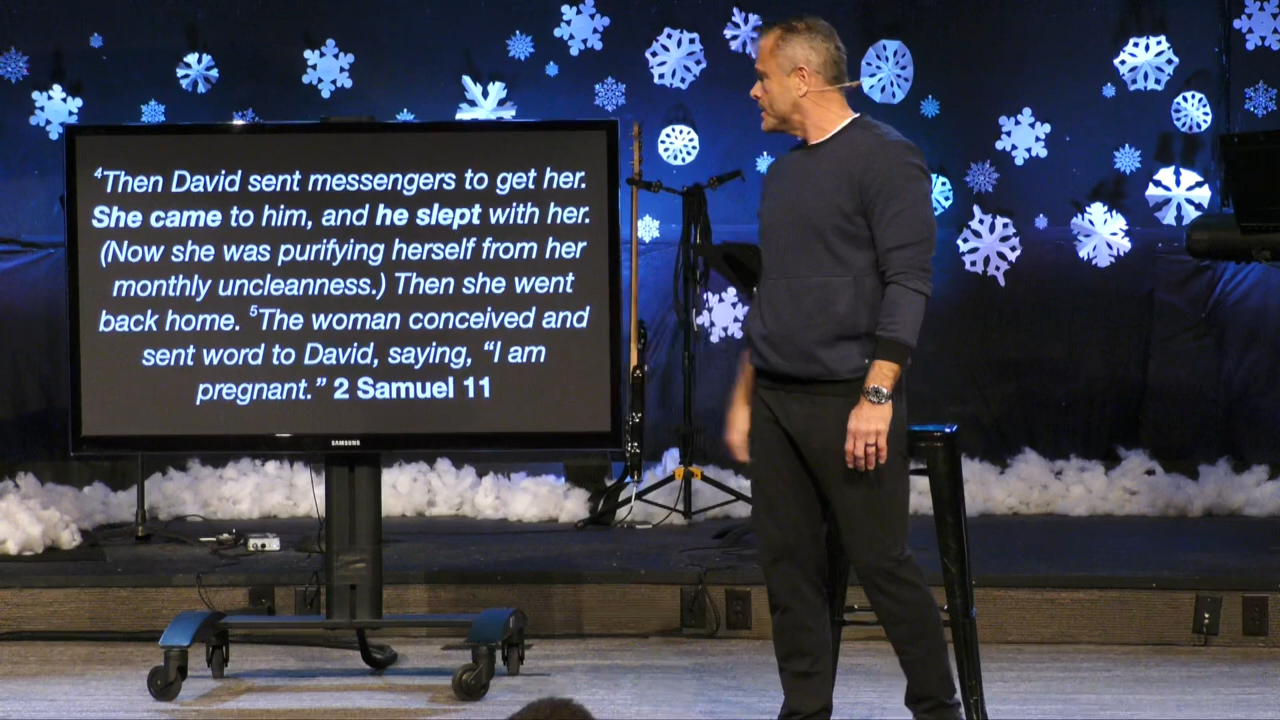 ⁴Then David sent messengers to get her.
She came to him, and he slept with her.
(Now she was purifying herself from her
monthly uncleanness.) Then she went
back home. ⁵The woman conceived and
sent word to David, saying, “I am
pregnant.” 2 Samuel 11
SAMSUNG